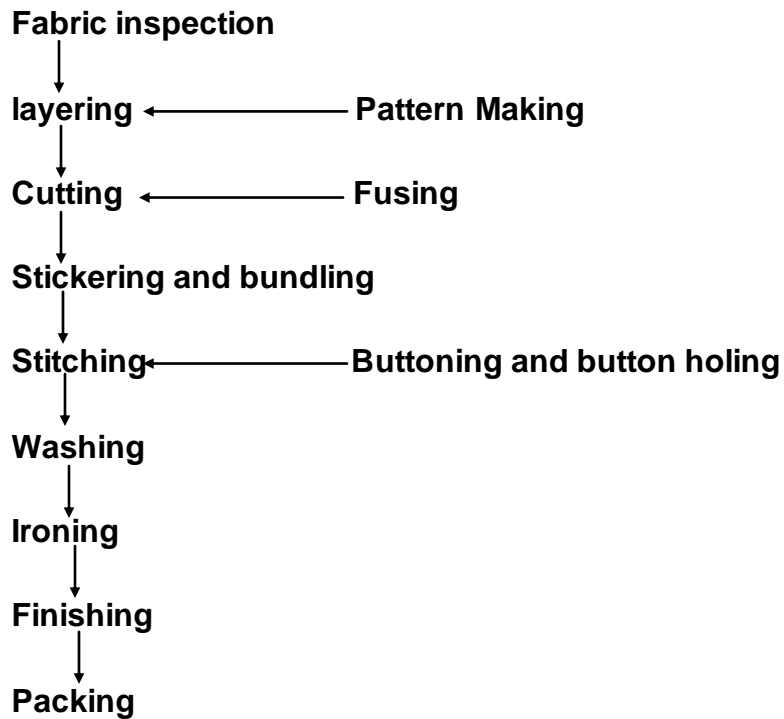 Fabric inspection
layering Pattern Making
Cutting Fusing
Stickering and bundling
Stitching Buttoning and button holing
Washing
Ironing
Finishing
Packing